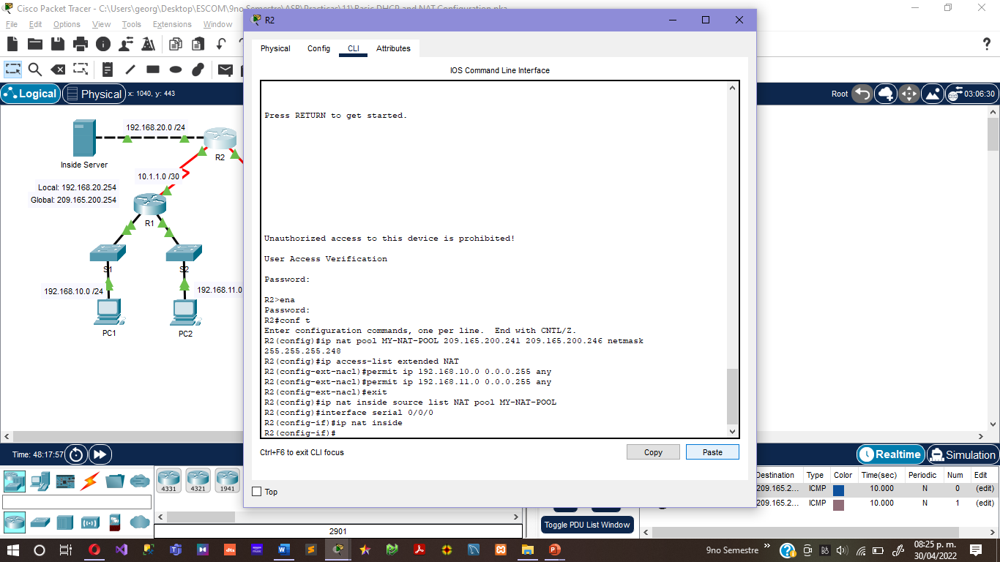 Cisco Packet Tracer - C:\Users\georg\Desktop\ESCOM\9no Semestre\ASR\Practicas\11\Basic DHCP and NAT Configuration.pka
File Edit Options View Tools Extensions Window
R2
Physical Config CLI Attributes
IOS Command Line Interface
Logical Physical x: 1040, y: 443
Root 03:06:30
192.168.20.0 /24
Inside Server
R2
10.1.1.0 /30
Local: 192.168.20.254
Global: 209.165.200.254
R1
S1 S2
192.168.10.0 /24
192.168.11.0
PC1 PC2
Press RETURN to get started.
Unauthorized access to this device is prohibited!
User Access Verification
Password:
R2>ena
Password:
R2#conf t
Enter configuration commands, one per line.  End with CNTL/Z.
R2(config)#ip nat pool MY-NAT-POOL 209.165.200.241 209.165.200.246 netmask
255.255.255.248
R2(config)#ip access-list extended NAT
R2(config-ext-nacl)#permit ip 192.168.10.0 0.0.0.255 any
R2(config-ext-nacl)#permit ip 192.168.11.0 0.0.0.255 any
R2(config-ext-nacl)#exit
R2(config)#ip nat inside source list NAT pool MY-NAT-POOL
R2(config)#interface serial 0/0/0
R2(config-if)#ip nat inside
R2(config-if)#
Ctrl+F6 to exit CLI focus
Copy Paste
Top
Time: 48:17:57
Realtime Simulation
4331 4321 1941
2901
Destination Type Color Time(sec) Periodic Num Edit
209.165.2... ICMP 10.000 N 0 (edit)
209.165.2... ICMP 10.000 N 1 (edit)
Toggle PDU List Window
9no Semestre
08:25 p. m.
30/04/2022